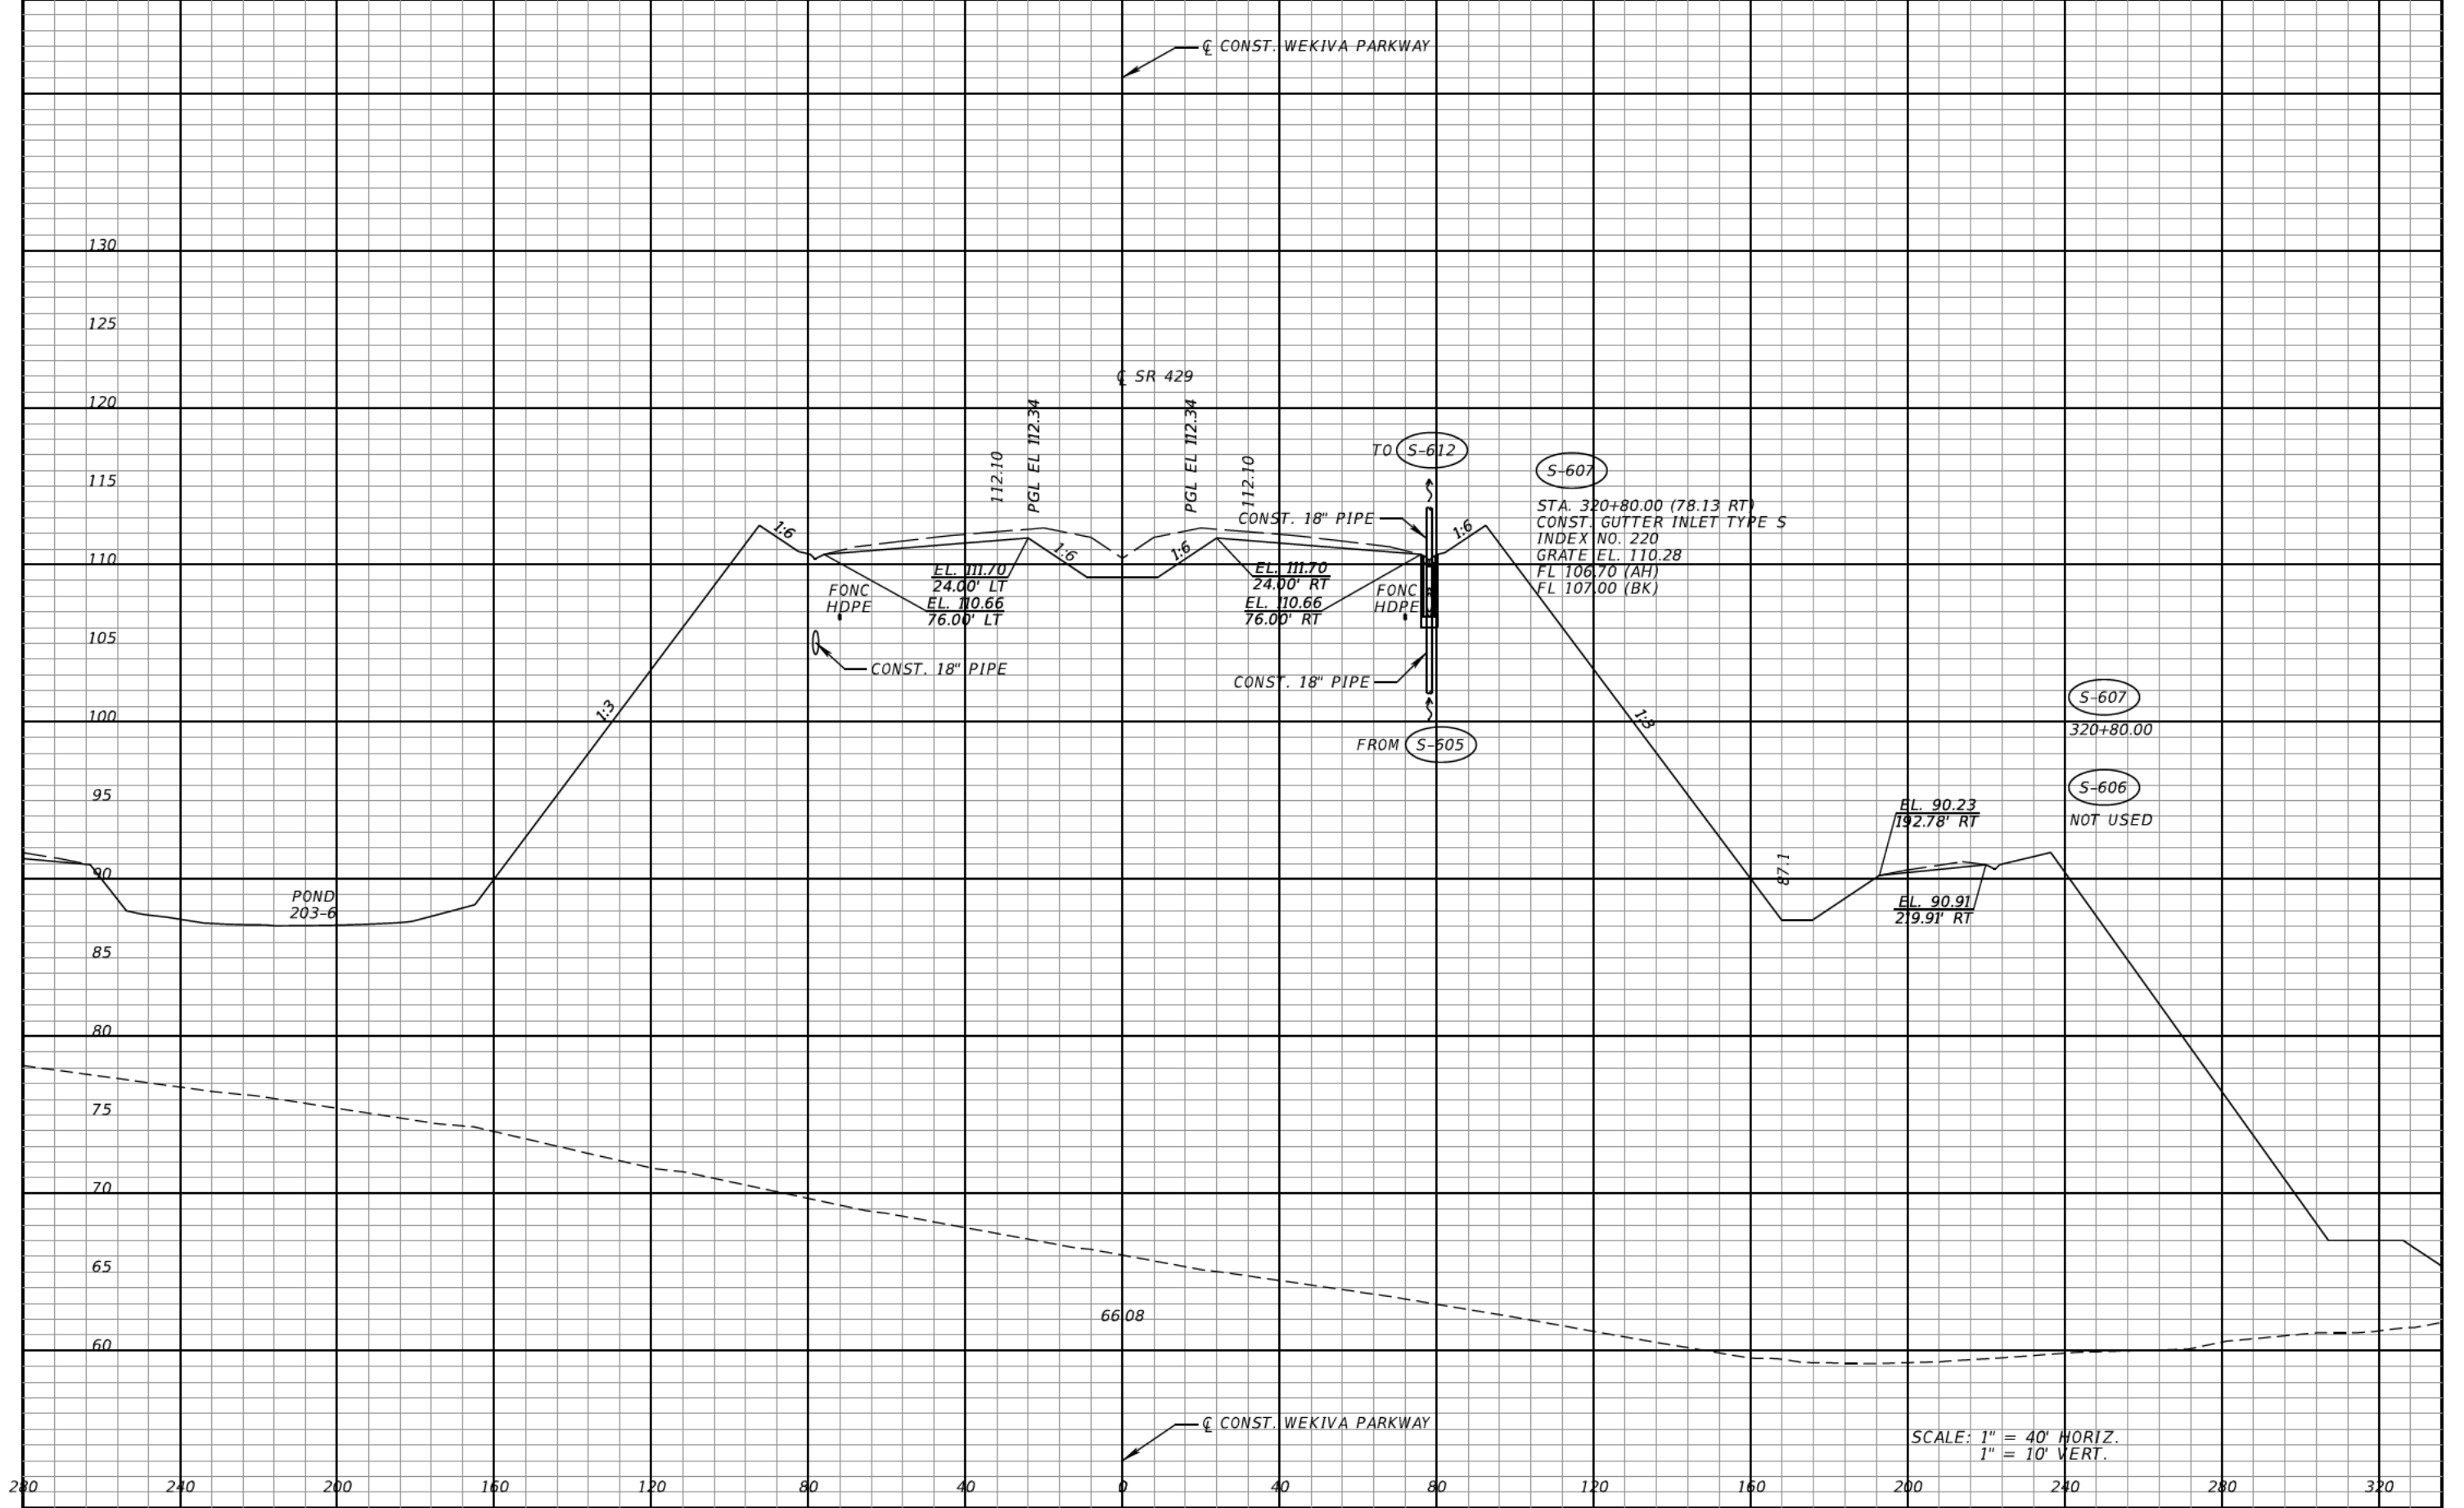 ℄ CONST. WEKIVA PARKWAY
130
125
℄ SR 429
120
112.10
PGL EL 112.34
PGL EL 112.34
112.10
TO S-612
S-607
115
STA. 320+80.00 (78.13 RT)
CONST. GUTTER INLET TYPE S
INDEX NO. 220
GRATE EL. 110.28
FL 106.70 (AH)
FL 107.00 (BK)
CONST. 18" PIPE
1:6
1:6
1:6
1:6
110
EL. 111.70
24.00' LT
EL. 110.66
76.00' LT
EL. 111.70
24.00' RT
EL. 110.66
76.00' RT
FONC
HDPE
FONC
HDPE
105
CONST. 18" PIPE
CONST. 18" PIPE
1:3
1:3
100
FROM S-605
S-607
320+80.00
95
S-606
NOT USED
EL. 90.23
192.78' RT
87.1
90
POND
203-6
EL. 90.91
219.91' RT
85
80
75
70
65
66.08
60
℄ CONST. WEKIVA PARKWAY
SCALE: 1" = 40' HORIZ.
1" = 10' VERT.
280 240 200 160 120 80 40 0 40 80 120 160 200 240 280 320